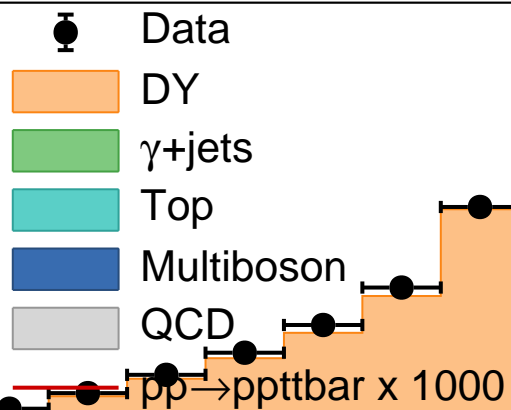 Data
DY
γ+jets
Top
Multiboson
QCD
pp→ppttbar x 1000